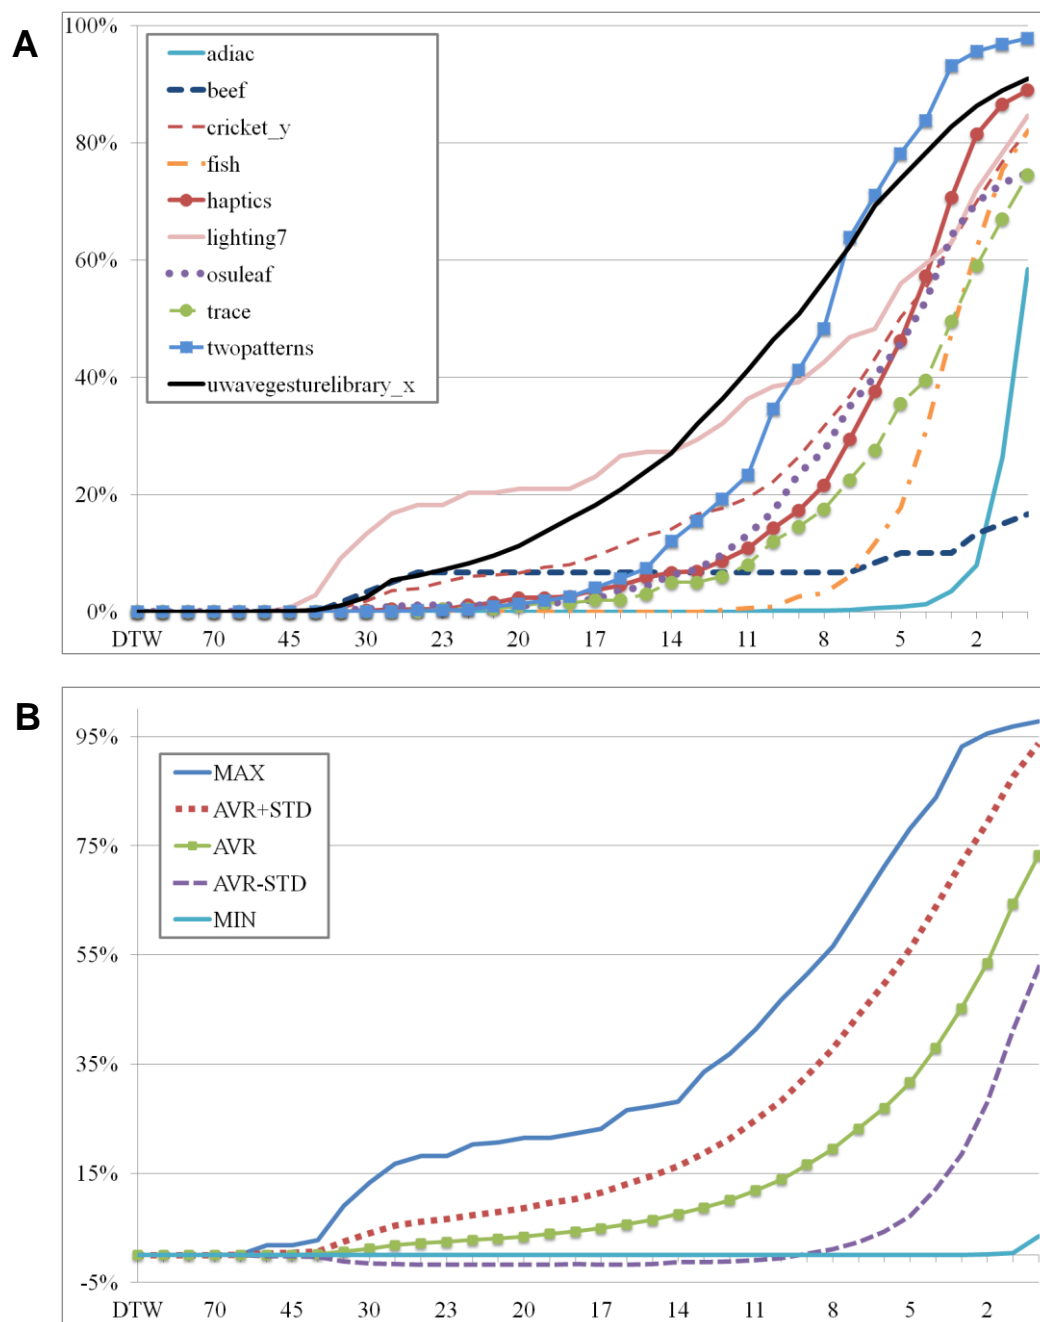 A
100%
80%
60%
40%
20%
0%
adiac
beef
cricket_y
fish
haptics
lighting7
osuleaf
trace
twopatterns
uwavegesturelibrary_x
DTW 70 45 30 23 20 17 14 11 8 5 2
B
95%
75%
55%
35%
15%
-5%
MAX
AVR+STD
AVR
AVR-STD
MIN
DTW 70 45 30 23 20 17 14 11 8 5 2